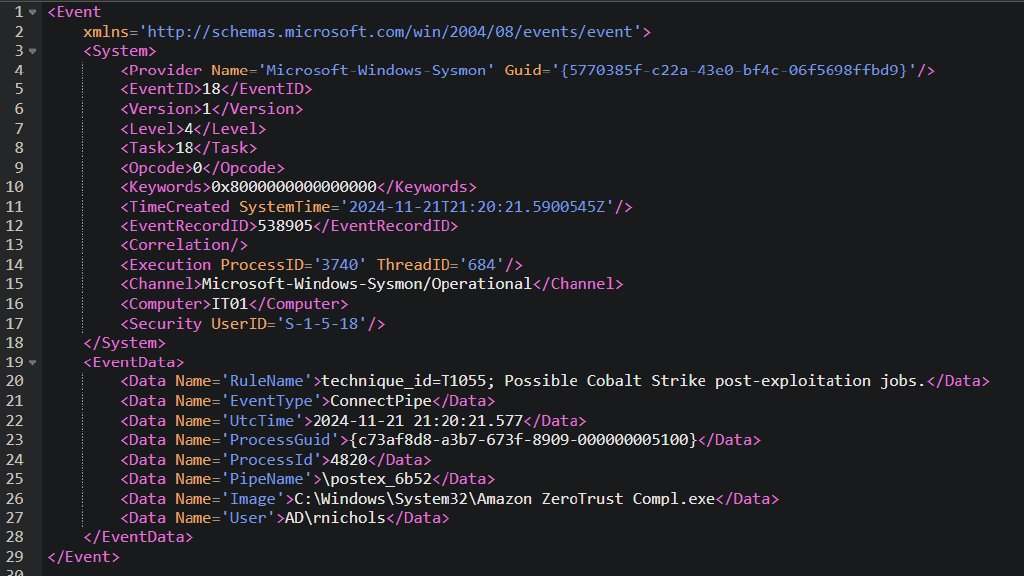 1 <Event
2 xmlns='http://schemas.microsoft.com/win/2004/08/events/event'>
3 <System>
4 <Provider Name='Microsoft-Windows-Sysmon' Guid='{5770385f-c22a-43e0-bf4c-06f5698ffbd9}'/>
5 <EventID>18</EventID>
6 <Version>1</Version>
7 <Level>4</Level>
8 <Task>18</Task>
9 <Opcode>0</Opcode>
10 <Keywords>0x8000000000000000</Keywords>
11 <TimeCreated SystemTime='2024-11-21T21:20:21.5900545Z'/>
12 <EventRecordID>538905</EventRecordID>
13 <Correlation/>
14 <Execution ProcessID='3740' ThreadID='684'/>
15 <Channel>Microsoft-Windows-Sysmon/Operational</Channel>
16 <Computer>IT01</Computer>
17 <Security UserID='S-1-5-18'/>
18 </System>
19 <EventData>
20 <Data Name='RuleName'>technique_id=T1055; Possible Cobalt Strike post-exploitation jobs.</Data>
21 <Data Name='EventType'>ConnectPipe</Data>
22 <Data Name='UtcTime'>2024-11-21 21:20:21.577</Data>
23 <Data Name='ProcessGuid'>{c73af8d8-a3b7-673f-8909-000000005100}</Data>
24 <Data Name='ProcessId'>4820</Data>
25 <Data Name='PipeName'>\postex_6b52</Data>
26 <Data Name='Image'>C:\Windows\System32\Amazon ZeroTrust Compl.exe</Data>
27 <Data Name='User'>AD\rnichols</Data>
28 </EventData>
29 </Event>
30